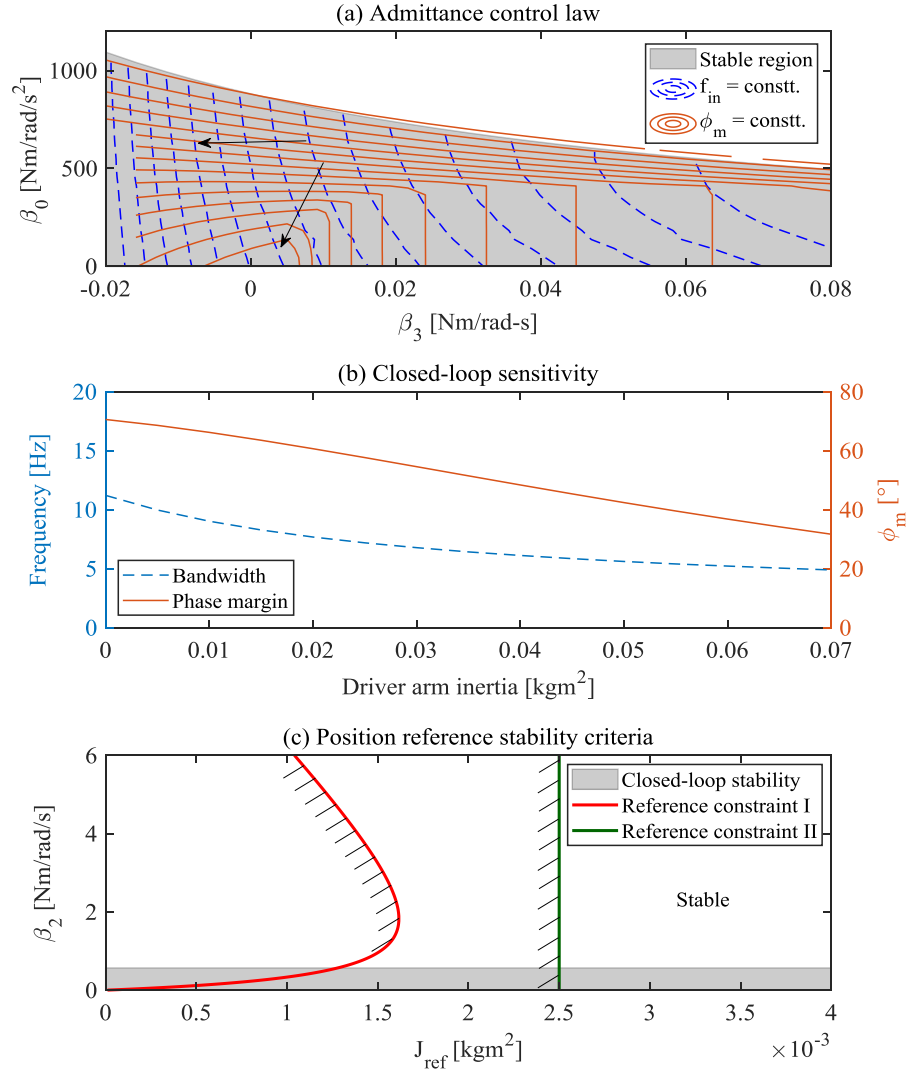 (a) Admittance control law
β0 [Nm/rad/s²]
1000
500
0
Stable region
f_in = constt.
ϕ_m = constt.
-0.02 0 0.02 0.04 0.06 0.08
β3 [Nm/rad-s]
(b) Closed-loop sensitivity
Frequency [Hz]
20
15
10
5
0
80
60
40
20
0
ϕ_m [°]
Bandwidth
Phase margin
0 0.01 0.02 0.03 0.04 0.05 0.06 0.07
Driver arm inertia [kgm²]
(c) Position reference stability criteria
β2 [Nm/rad/s]
6
4
2
0
Closed-loop stability
Reference constraint I
Reference constraint II
Stable
0 0.5 1 1.5 2 2.5 3 3.5 4
J_ref [kgm²]
×10⁻³